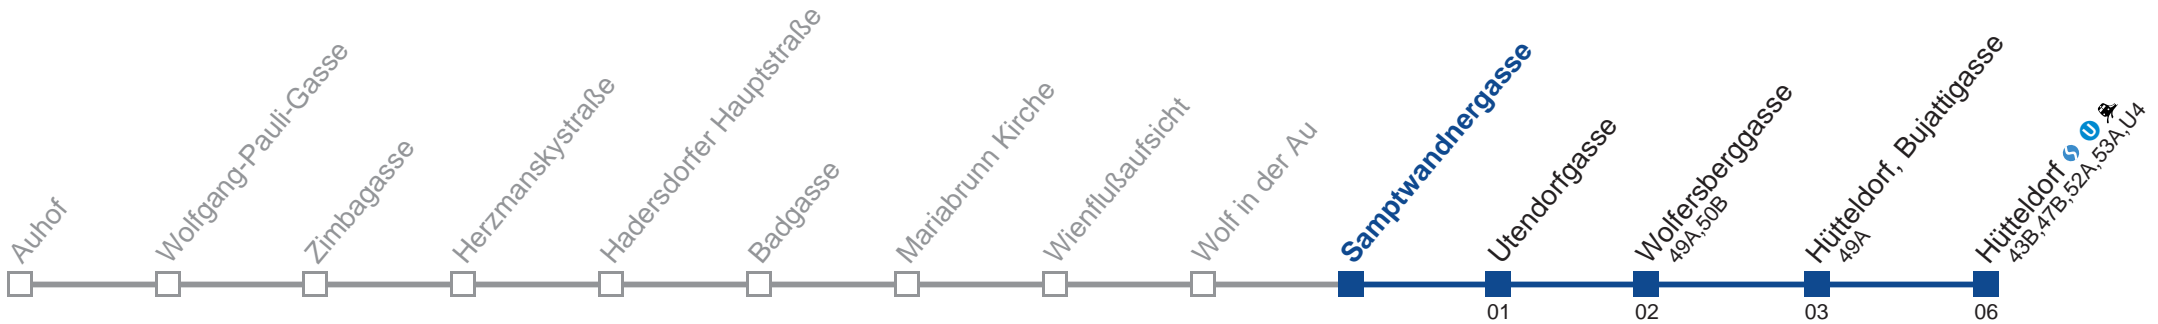 Auhof
Wolfgang-Pauli-Gasse
Zimbagasse
Herzmanskystraße
Hadersdorfer Hauptstraße
Badgasse
Mariabrunn Kirche
Wienflußaufsicht
Wolf in der Au
Samptwandnergasse
Utendorfgasse
01
Wolfersberggasse
49A,50B
02
Hütteldorf, Bujattigasse
49A
03
Hütteldorf S U
43B,47B,52A,53A,U4
06